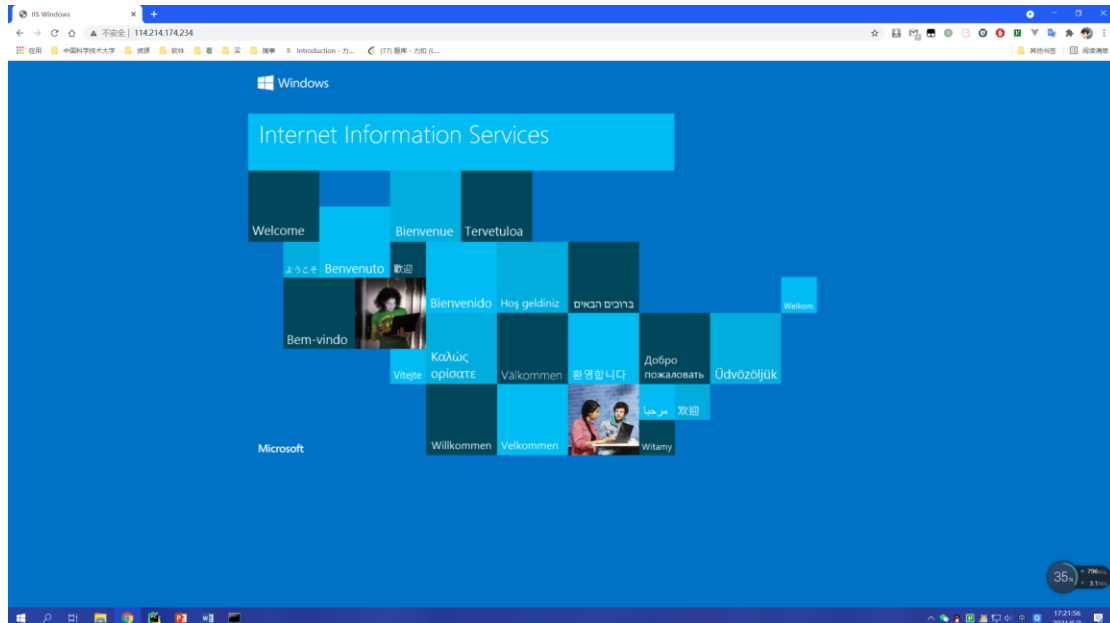 IIS Windows
不安全 | 114.214.174.234
应用 中国科学技术大学 资源 软件 看 买 搞事 Introduction - 力... (77) 题库 - 力扣 (L... 其他书签 阅读清单
Windows
Internet Information Services
Welcome
Bienvenue
Tervetuloa
ようこそ
Benvenuto
歡迎
Bienvenido
Hoş geldiniz
ברוכים הבאים
Welkom
Bem-vindo
Vítejte
Καλώς
ορίσατε
Välkommen
환영합니다
Добро
пожаловать
Üdvözöljük
Microsoft
Willkommen
Velkommen
مرحبا
欢迎
Witamy
35%
17:21:56